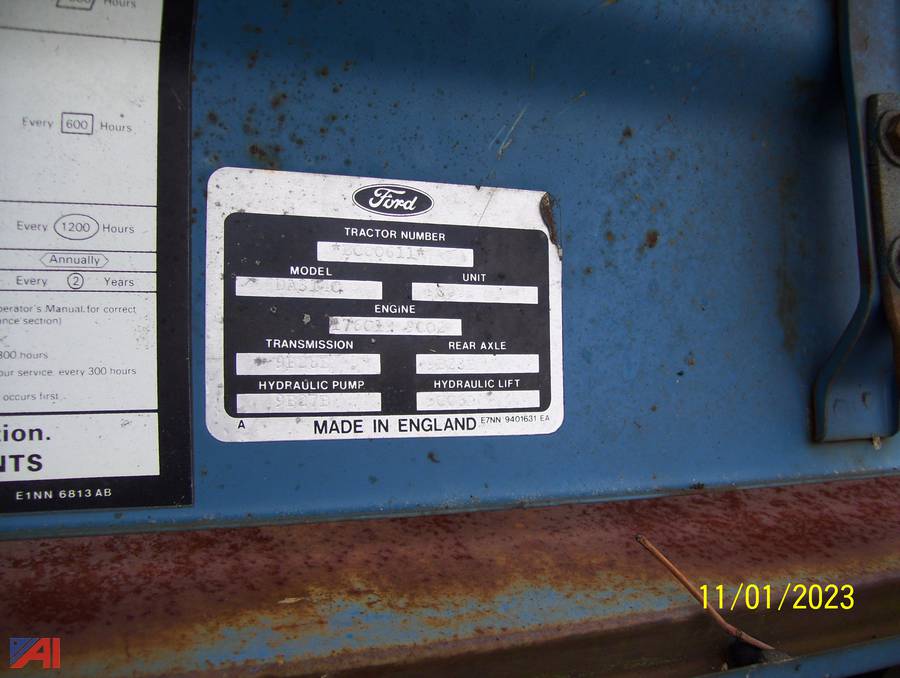 Hours
Every 600 Hours
Every 1200 Hours
Annually
Every 2 Years
erator's Manual for correct
nce section)
300 hours
our service every 300 hours
occurs first
tion.
NTS
E1NN 6813 AB
Ford
TRACTOR NUMBER
MODEL UNIT
ENGINE
TRANSMISSION REAR AXLE
HYDRAULIC PUMP HYDRAULIC LIFT
A MADE IN ENGLAND E7NN 9401631 EA
11/01/2023
AI